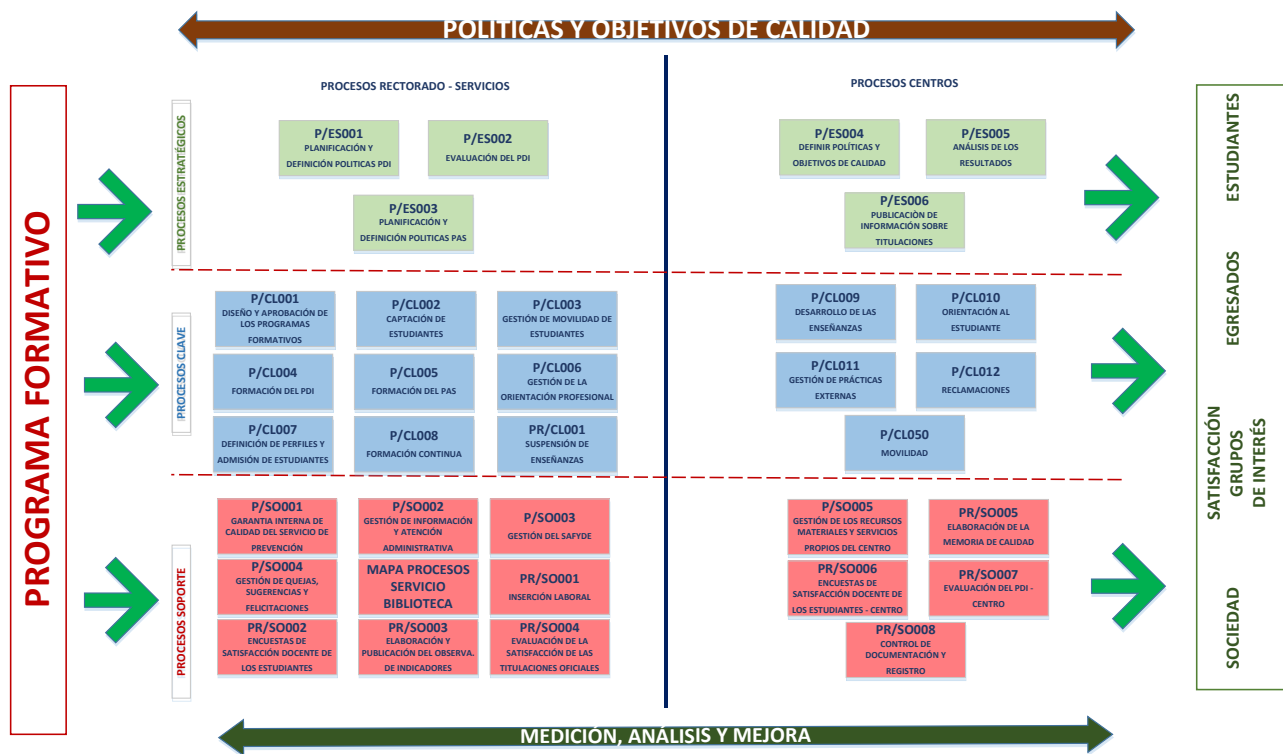 POLÍTICAS Y OBJETIVOS DE CALIDAD
PROGRAMA FORMATIVO
PROCESOS RECTORADO - SERVICIOS
PROCESOS CENTROS
PROCESOS ESTRATÉGICOS
P/ES001
PLANIFICACIÓN Y
DEFINICIÓN POLITICAS PDI
P/ES002
EVALUACIÓN DEL PDI
P/ES003
PLANIFICACIÓN Y
DEFINICIÓN POLITICAS PAS
P/ES004
DEFINIR POLÍTICAS Y
OBJETIVOS DE CALIDAD
P/ES005
ANÁLISIS DE LOS
RESULTADOS
P/ES006
PUBLICACIÒN DE
INFORMACIÓN SOBRE
TITULACIONES
PROCESOS CLAVE
P/CL001
DISEÑO Y APROBACIÓN DE
LOS PROGRAMAS
FORMATIVOS
P/CL002
CAPTACIÓN DE
ESTUDIANTES
P/CL003
GESTIÓN DE MOVILIDAD DE
ESTUDIANTES
P/CL004
FORMACIÓN DEL PDI
P/CL005
FORMACIÓN DEL PAS
P/CL006
GESTIÓN DE LA
ORIENTACIÓN PROFESIONAL
P/CL007
DEFINICIÓN DE PERFILES Y
ADMISIÓN DE ESTUDIANTES
P/CL008
FORMACIÓN CONTINUA
PR/CL001
SUSPENSIÓN DE
ENSEÑANZAS
P/CL009
DESARROLLO DE LAS
ENSEÑANZAS
P/CL010
ORIENTACIÓN AL
ESTUDIANTE
P/CL011
GESTIÓN DE PRÁCTICAS
EXTERNAS
P/CL012
RECLAMACIONES
P/CL050
MOVILIDAD
PROCESOS SOPORTE
P/SO001
GARANTIA INTERNA DE
CALIDAD DEL SERVICIO DE
PREVENCIÓN
P/SO002
GESTIÓN DE INFORMACIÓN
Y ATENCIÓN
ADMINISTRATIVA
P/SO003
GESTIÓN DEL SAFYDE
P/SO004
GESTIÓN DE QUEJAS,
SUGERENCIAS Y
FELICITACIONES
MAPA PROCESOS
SERVICIO
BIBLIOTECA
PR/SO001
INSERCIÓN LABORAL
PR/SO002
ENCUESTAS DE
SATISFACCIÓN DOCENTE DE
LOS ESTUDIANTES
PR/SO003
ELABORACIÓN Y
PUBLICACIÓN DEL OBSERVA.
DE INDICADORES
PR/SO004
EVALUACIÓN DE LA
SATISFACCIÓN DE LAS
TITULACIONES OFICIALES
P/SO005
GESTIÓN DE LOS RECURSOS
MATERIALES Y SERVICIOS
PROPIOS DEL CENTRO
PR/SO005
ELABORACIÓN DE LA
MEMORIA DE CALIDAD
PR/SO006
ENCUESTAS DE
SATISFACCIÓN DOCENTE DE
LOS ESTUDIANTES - CENTRO
PR/SO007
EVALUACIÓN DEL PDI -
CENTRO
PR/SO008
CONTROL DE
DOCUMENTACIÓN Y
REGISTRO
ESTUDIANTES
EGRESADOS
SATISFACCIÓN
GRUPOS
DE INTERÉS
SOCIEDAD
MEDICIÓN, ANÁLISIS Y MEJORA